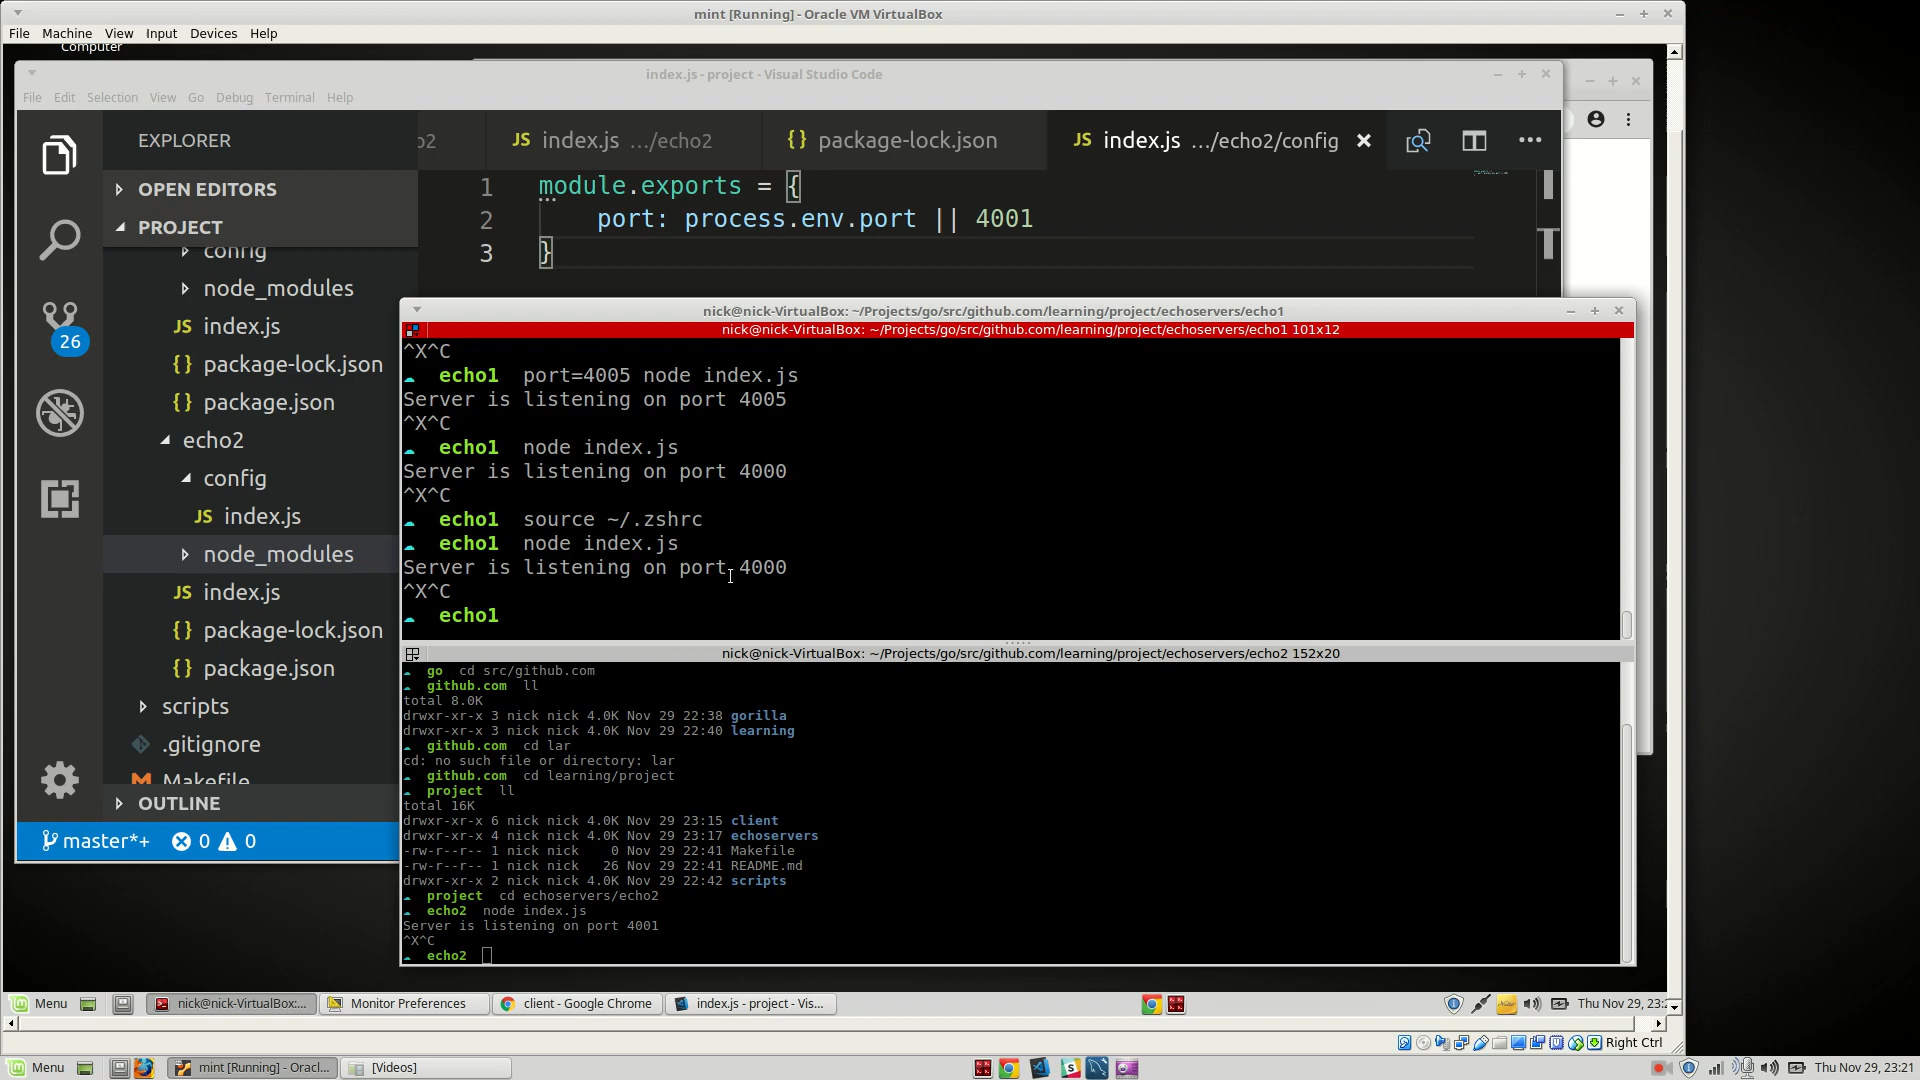 mint [Running] - Oracle VM VirtualBox
File Machine View Input Devices Help
Computer
index.js - project - Visual Studio Code
File Edit Selection View Go Debug Terminal Help
EXPLORER
OPEN EDITORS
PROJECT
config
node_modules
JS index.js
{} package-lock.json
{} package.json
echo2
config
JS index.js
node_modules
JS index.js
{} package-lock.json
{} package.json
scripts
.gitignore
Makefile
OUTLINE
26
master*+ 0 0
o2 JS index.js .../echo2 {} package-lock.json JS index.js .../echo2/config
1 module.exports = {
2 port: process.env.port || 4001
3 }
nick@nick-VirtualBox: ~/Projects/go/src/github.com/learning/project/echoservers/echo1
nick@nick-VirtualBox: ~/Projects/go/src/github.com/learning/project/echoservers/echo1 101x12
^X^C
echo1 port=4005 node index.js
Server is listening on port 4005
^X^C
echo1 node index.js
Server is listening on port 4000
^X^C
echo1 source ~/.zshrc
echo1 node index.js
Server is listening on port 4000
^X^C
echo1
nick@nick-VirtualBox: ~/Projects/go/src/github.com/learning/project/echoservers/echo2 152x20
go cd src/github.com
github.com ll
total 8.0K
drwxr-xr-x 3 nick nick 4.0K Nov 29 22:38 gorilla
drwxr-xr-x 3 nick nick 4.0K Nov 29 22:40 learning
github.com cd lar
cd: no such file or directory: lar
github.com cd learning/project
project ll
total 16K
drwxr-xr-x 6 nick nick 4.0K Nov 29 23:15 client
drwxr-xr-x 4 nick nick 4.0K Nov 29 23:17 echoservers
-rw-r--r-- 1 nick nick 0 Nov 29 22:41 Makefile
-rw-r--r-- 1 nick nick 26 Nov 29 22:41 README.md
drwxr-xr-x 2 nick nick 4.0K Nov 29 22:42 scripts
project cd echoservers/echo2
echo2 node index.js
Server is listening on port 4001
^X^C
echo2
Menu nick@nick-VirtualBox:... Monitor Preferences client - Google Chrome index.js - project - Vis... Thu Nov 29, 23:2
Right Ctrl
Menu mint [Running] - Oracl... [Videos] Thu Nov 29, 23:21